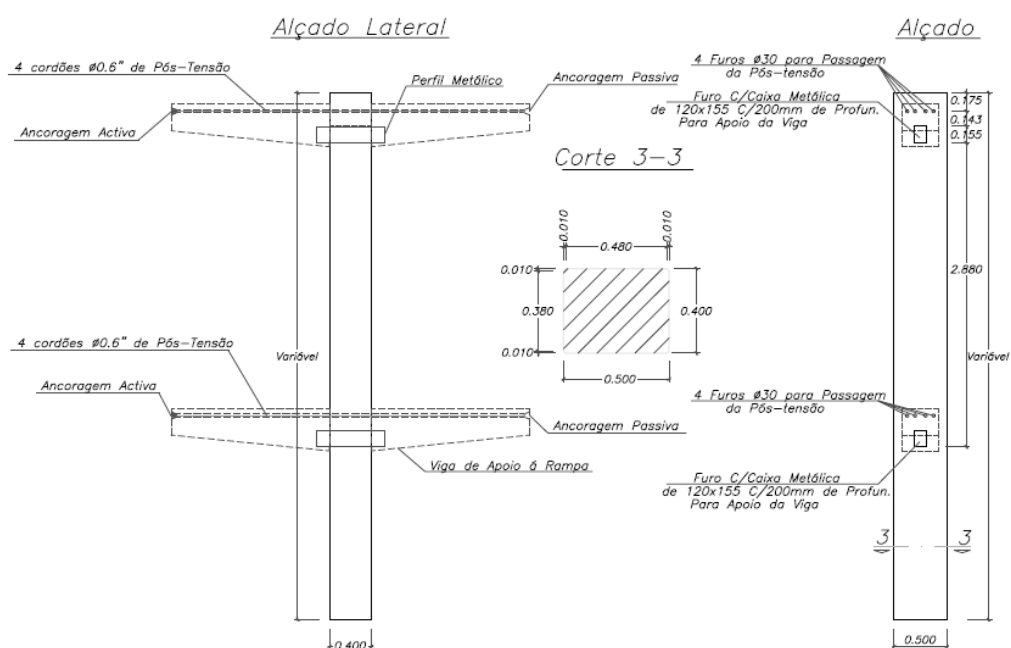 Alçado Lateral
4 cordões ø0.6" de Pós-Tensão
Perfil Metálico
Ancoragem Passiva
Ancoragem Activa
4 cordões ø0.6" de Pós-Tensão
Variável
Ancoragem Activa
Ancoragem Passiva
Viga de Apoio á Rampa
0.400
Corte 3-3
0.010
0.010
0.480
0.010
0.380
0.400
0.010
0.500
Alçado
4 Furos ø30 para Passagem
da Pós-tensão
Furo C/Caixa Metálica
de 120x155 C/200mm de Profun.
Para Apoio da Viga
0.175
0.143
0.155
2.880
Variável
4 Furos ø30 para Passagem
da Pós-tensão
Furo C/Caixa Metálica
de 120x155 C/200mm de Profun.
Para Apoio da Viga
3
3
0.500